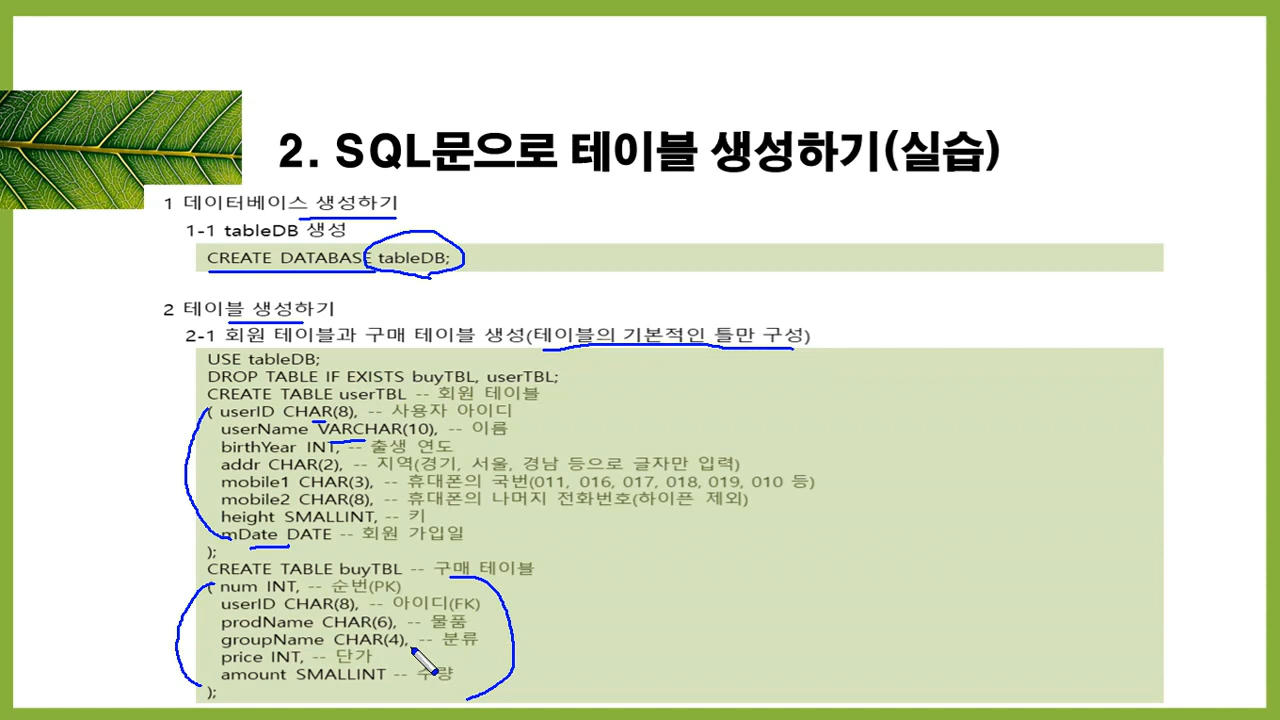 2. SQL문으로 테이블 생성하기(실습)
1 데이터베이스 생성하기
1-1 tableDB 생성
CREATE DATABASE tableDB;
2 테이블 생성하기
2-1 회원 테이블과 구매 테이블 생성(테이블의 기본적인 틀만 구성)
USE tableDB;
DROP TABLE IF EXISTS buyTBL, userTBL;
CREATE TABLE userTBL -- 회원 테이블
( userID CHAR(8), -- 사용자 아이디
userName VARCHAR(10), -- 이름
birthYear INT, -- 출생 연도
addr CHAR(2), -- 지역(경기, 서울, 경남 등으로 글자만 입력)
mobile1 CHAR(3), -- 휴대폰의 국번(011, 016, 017, 018, 019, 010 등)
mobile2 CHAR(8), -- 휴대폰의 나머지 전화번호(하이픈 제외)
height SMALLINT, -- 키
mDate DATE -- 회원 가입일
);
CREATE TABLE buyTBL -- 구매 테이블
( num INT, -- 순번(PK)
userID CHAR(8), -- 아이디(FK)
prodName CHAR(6), -- 물품
groupName CHAR(4), -- 분류
price INT, -- 단가
amount SMALLINT -- 수량
);